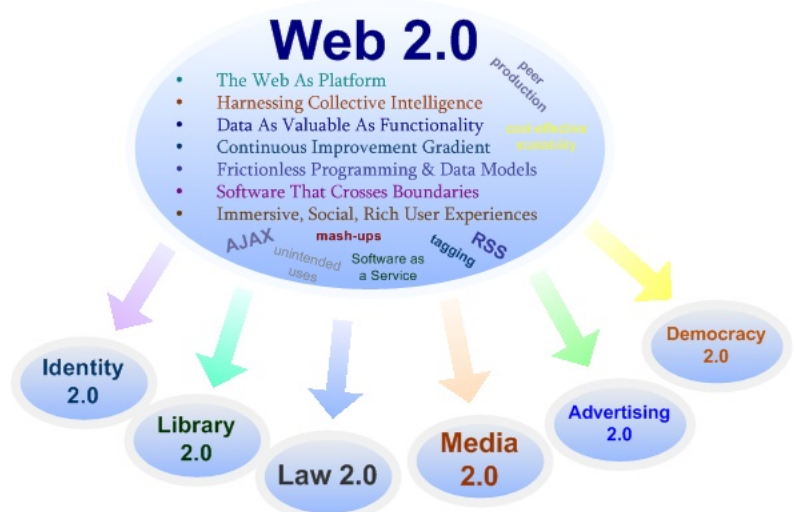 Web 2.0
peer
production
• The Web As Platform
• Harnessing Collective Intelligence
• Data As Valuable As Functionality
• Continuous Improvement Gradient
• Frictionless Programming & Data Models
• Software That Crosses Boundaries
• Immersive, Social, Rich User Experiences
cost-effective
scalability
AJAX
unintended
uses
mash-ups
Software as
a Service
tagging
RSS
Identity
2.0
Library
2.0
Law 2.0
Media
2.0
Advertising
2.0
Democracy
2.0